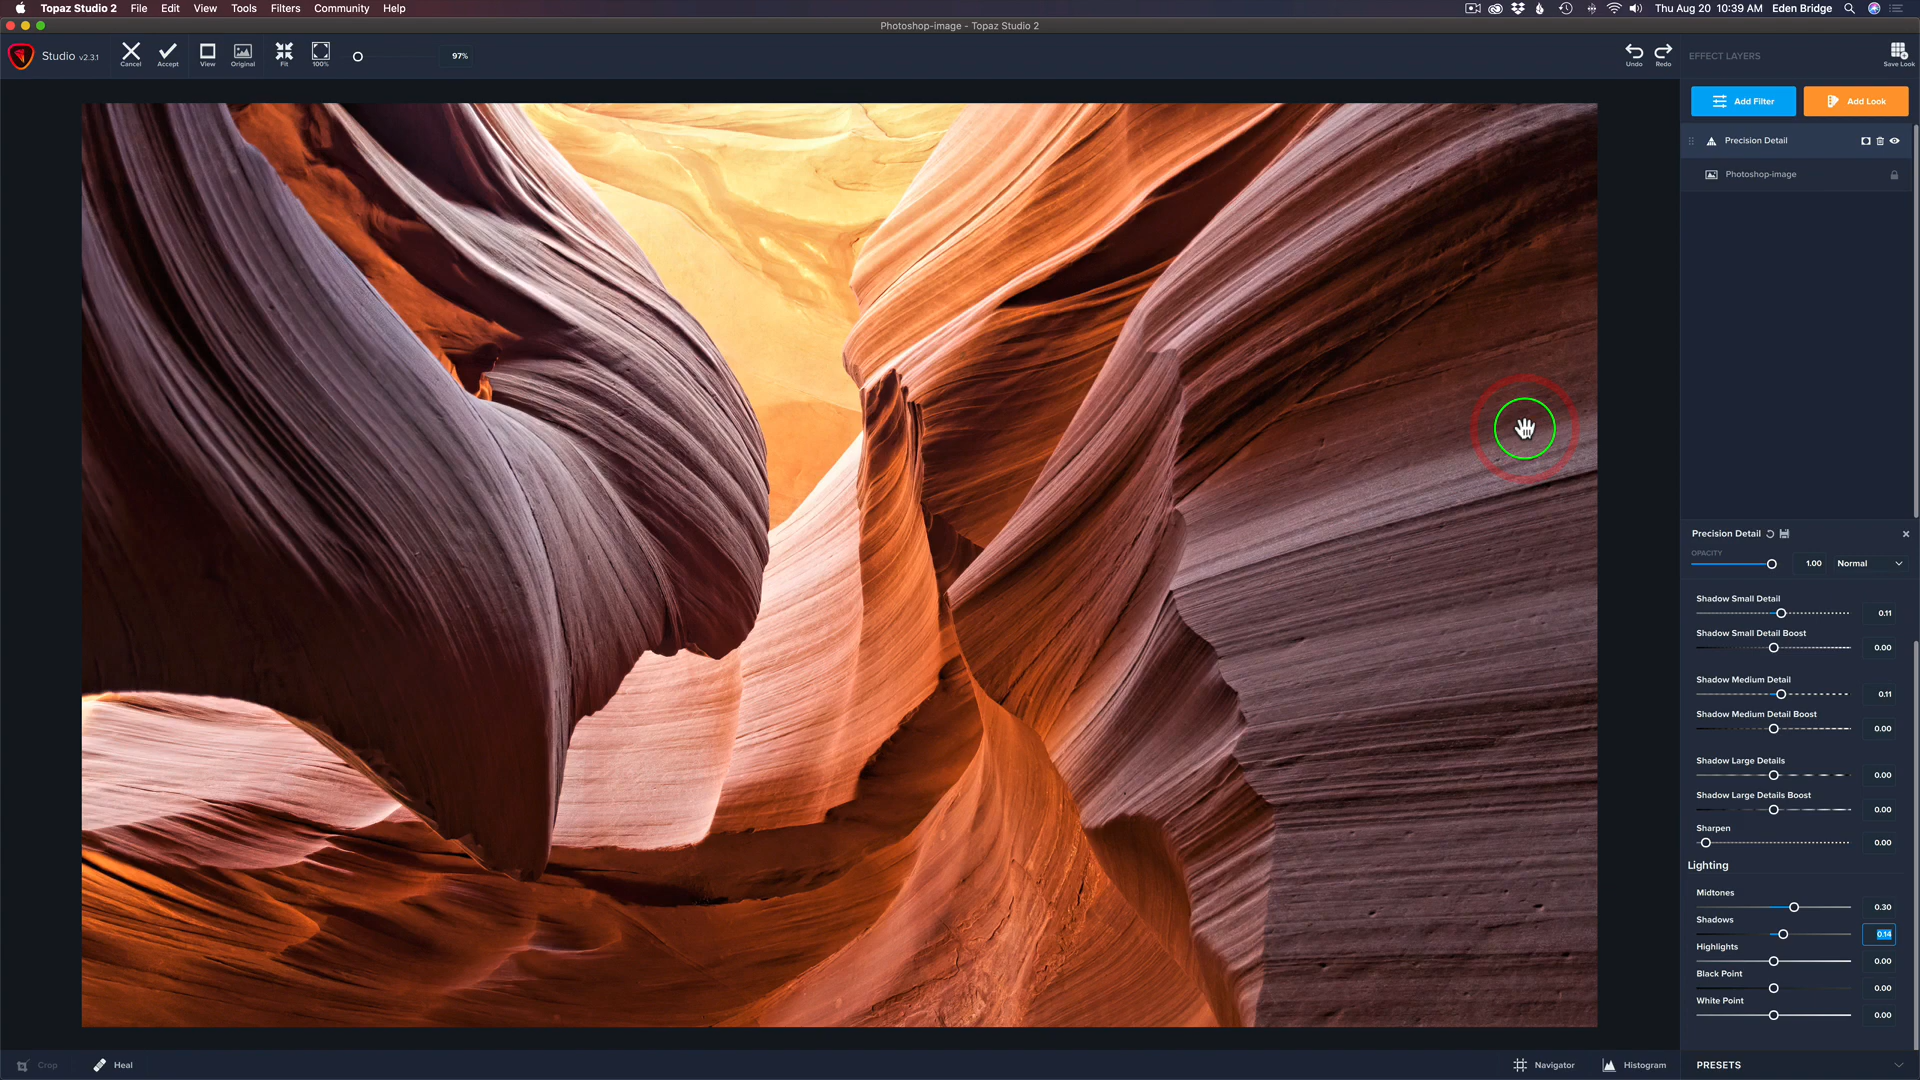 Topaz Studio 2 File Edit View Tools Filters Community Help
Thu Aug 20 10:39 AM Eden Bridge
Photoshop-image - Topaz Studio 2
Studio v2.3.1
Cancel
Accept
View
Original
Fit
100%
97%
Undo
Redo
EFFECT LAYERS
Save Look
Add Filter
Add Look
Precision Detail
Photoshop-image
Precision Detail
OPACITY
1.00 Normal
Shadow Small Detail
0.11
Shadow Small Detail Boost
0.00
Shadow Medium Detail
0.11
Shadow Medium Detail Boost
0.00
Shadow Large Details
0.00
Shadow Large Details Boost
0.00
Sharpen
0.00
Lighting
Midtones
0.30
Shadows
0.14
Highlights
0.00
Black Point
0.00
White Point
0.00
Crop
Heal
Navigator
Histogram
PRESETS